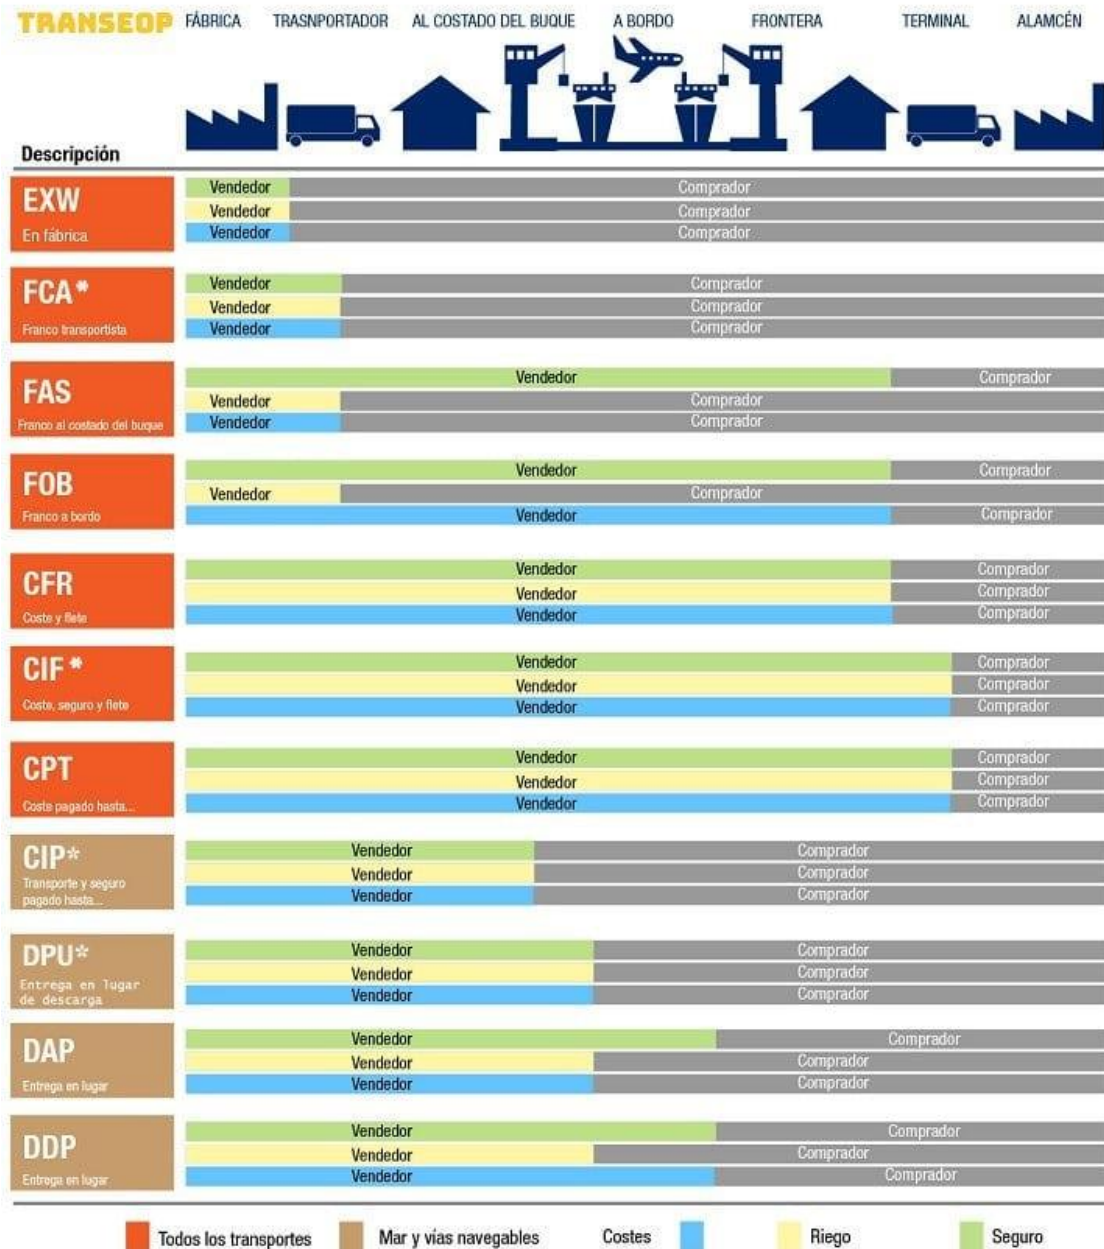 TRANSEOP
FÁBRICA TRASNPORTADOR AL COSTADO DEL BUQUE A BORDO FRONTERA TERMINAL ALAMCÉN
Descripción
EXW
En fábrica
Vendedor Comprador
Vendedor Comprador
Vendedor Comprador
FCA*
Franco transportista
Vendedor Comprador
Vendedor Comprador
Vendedor Comprador
FAS
Franco al costado del buque
Vendedor Comprador
Vendedor Comprador
Vendedor Comprador
FOB
Franco a bordo
Vendedor Comprador
Vendedor Comprador
Vendedor Comprador
CFR
Coste y flete
Vendedor Comprador
Vendedor Comprador
Vendedor Comprador
CIF *
Coste, seguro y flete
Vendedor Comprador
Vendedor Comprador
Vendedor Comprador
CPT
Coste pagado hasta...
Vendedor Comprador
Vendedor Comprador
Vendedor Comprador
CIP*
Transporte y seguro
pagado hasta...
Vendedor Comprador
Vendedor Comprador
Vendedor Comprador
DPU*
Entrega en lugar
de descarga
Vendedor Comprador
Vendedor Comprador
Vendedor Comprador
DAP
Entrega en lugar
Vendedor Comprador
Vendedor Comprador
Vendedor Comprador
DDP
Entrega en lugar
Vendedor Comprador
Vendedor Comprador
Vendedor Comprador
Todos los transportes Mar y vías navegables Costes Riego Seguro